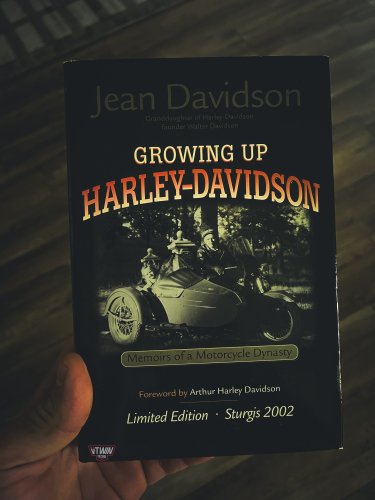 Jean Davidson
Granddaughter of Harley-Davidson
founder Walter Davidson
GROWING UP
HARLEY-DAVIDSON
Memoirs of a Motorcycle Dynasty
Foreword by Arthur Harley Davidson
Limited Edition · Sturgis 2002